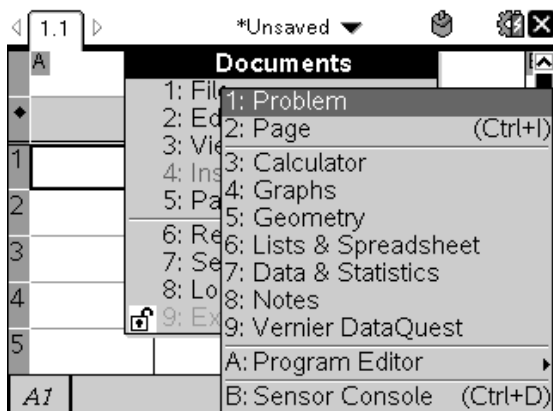 1.1 *Unsaved
A Documents
1: File
2: Ed
3: Vie
4: Ins
5: Pa
6: Re
7: Se
8: Lo
9: Ex
1: Problem
2: Page (Ctrl+I)
3: Calculator
4: Graphs
5: Geometry
6: Lists & Spreadsheet
7: Data & Statistics
8: Notes
9: Vernier DataQuest
A: Program Editor
B: Sensor Console (Ctrl+D)
1
2
3
4
5
A1